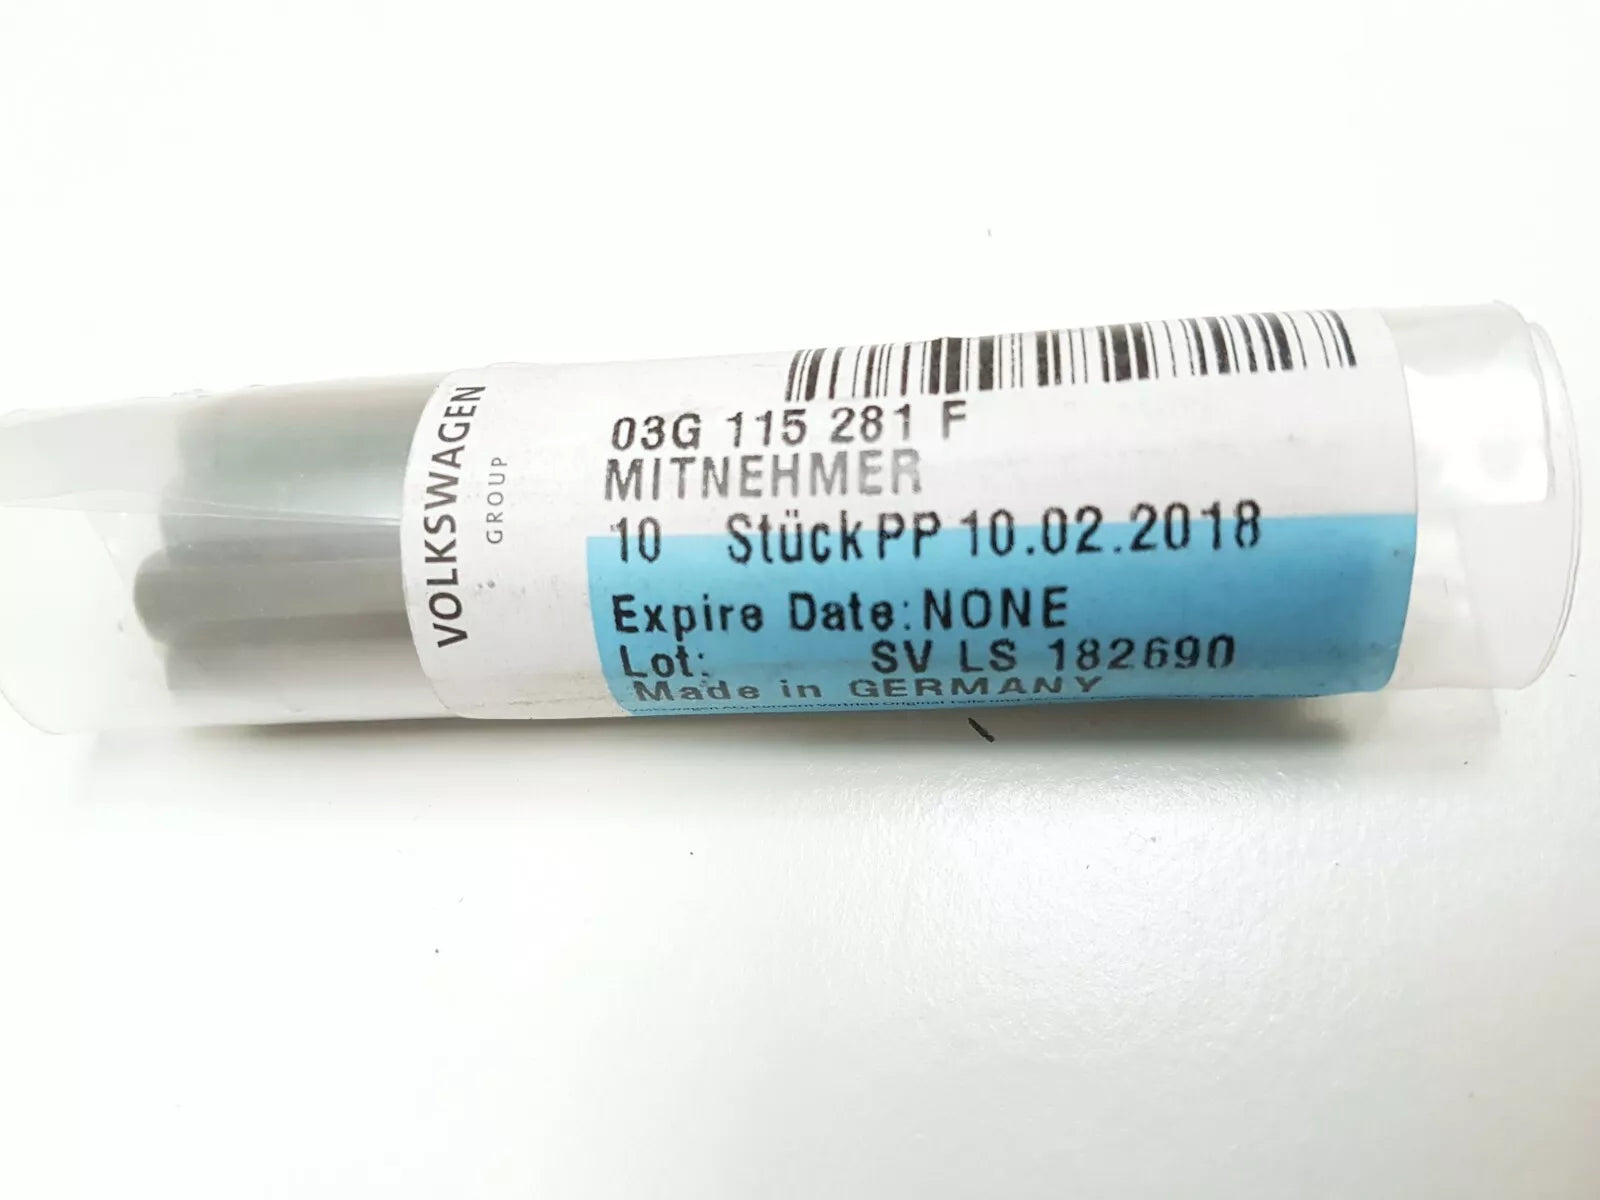 VOLKSWAGEN
GROUP
03G 115 281 F
MITNEHMER
10 Stück PP 10.02.2018
Expire Date: NONE
Lot: SV LS 182690
Made in GERMANY